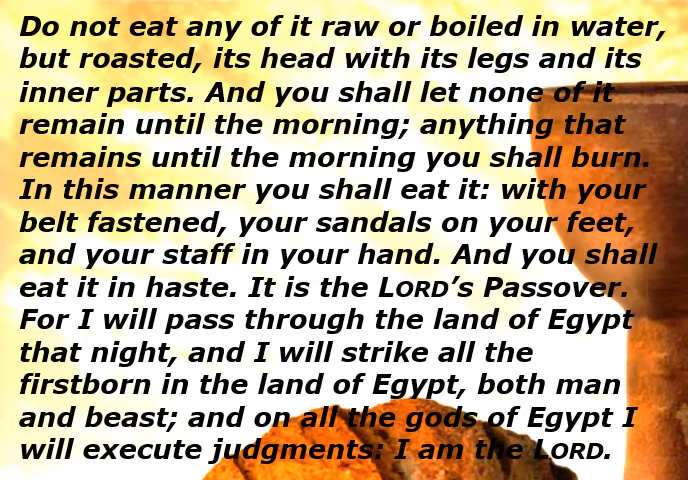 Do not eat any of it raw or boiled in water,
but roasted, its head with its legs and its
inner parts. And you shall let none of it
remain until the morning; anything that
remains until the morning you shall burn.
In this manner you shall eat it: with your
belt fastened, your sandals on your feet,
and your staff in your hand. And you shall
eat it in haste. It is the LORD’s Passover.
For I will pass through the land of Egypt
that night, and I will strike all the
firstborn in the land of Egypt, both man
and beast; and on all the gods of Egypt I
will execute judgments: I am the LORD.